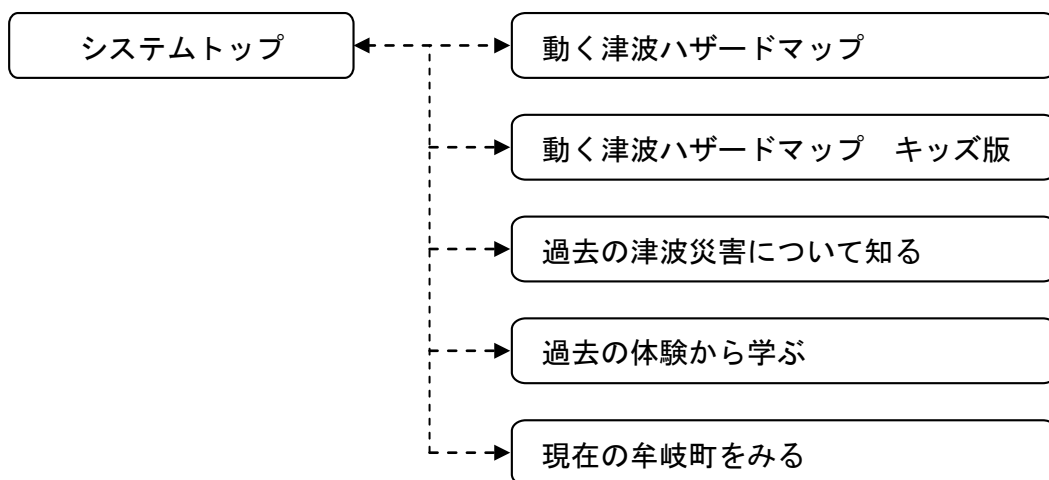 システムトップ
動く津波ハザードマップ
動く津波ハザードマップ　キッズ版
過去の津波災害について知る
過去の体験から学ぶ
現在の牟岐町をみる